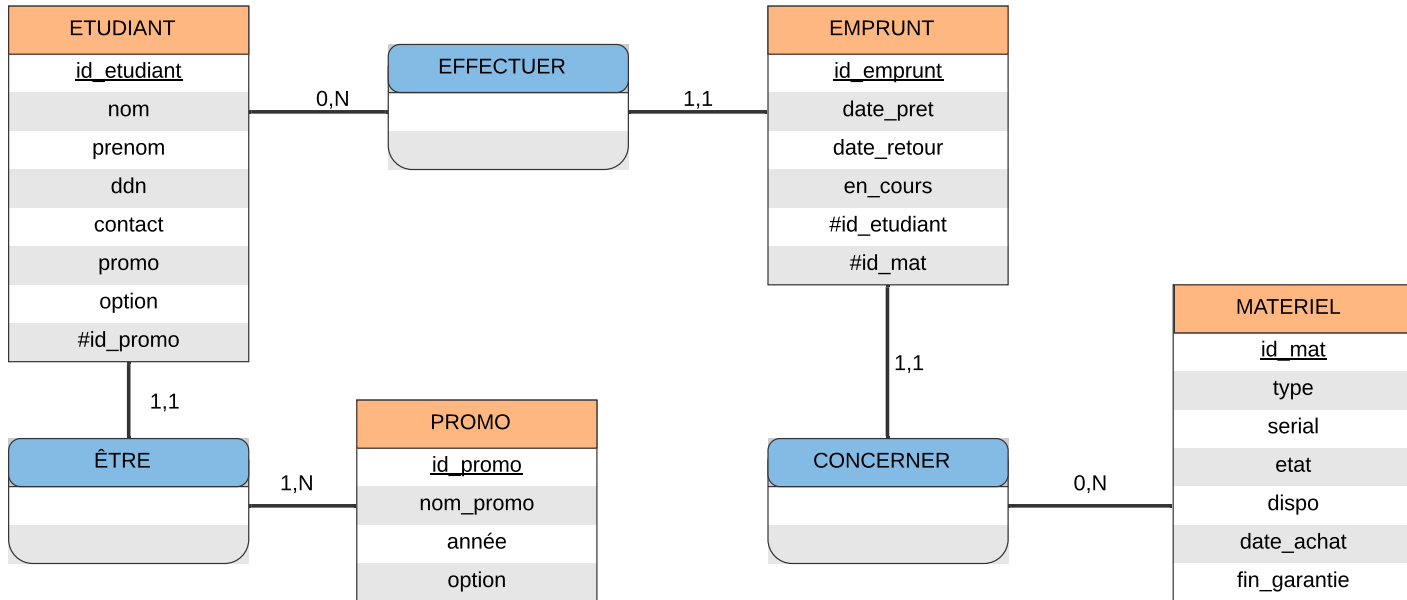 ETUDIANT
id_etudiant
nom
prenom
ddn
contact
promo
option
#id_promo
0,N
EFFECTUER
1,1
EMPRUNT
id_emprunt
date_pret
date_retour
en_cours
#id_etudiant
#id_mat
1,1
ÊTRE
1,N
PROMO
id_promo
nom_promo
année
option
1,1
CONCERNER
0,N
MATERIEL
id_mat
type
serial
etat
dispo
date_achat
fin_garantie